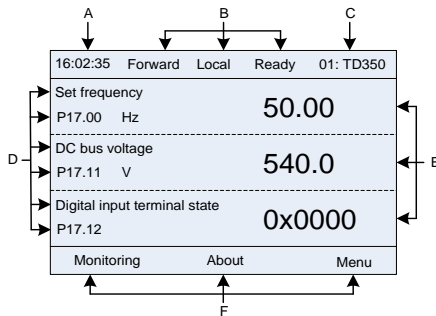 A B C
16:02:35 Forward Local Ready 01: TD350
Set frequency
P17.00 Hz 50.00
D
DC bus voltage
P17.11 V 540.0
E
Digital input terminal state
P17.12 0x0000
Monitoring About Menu
F